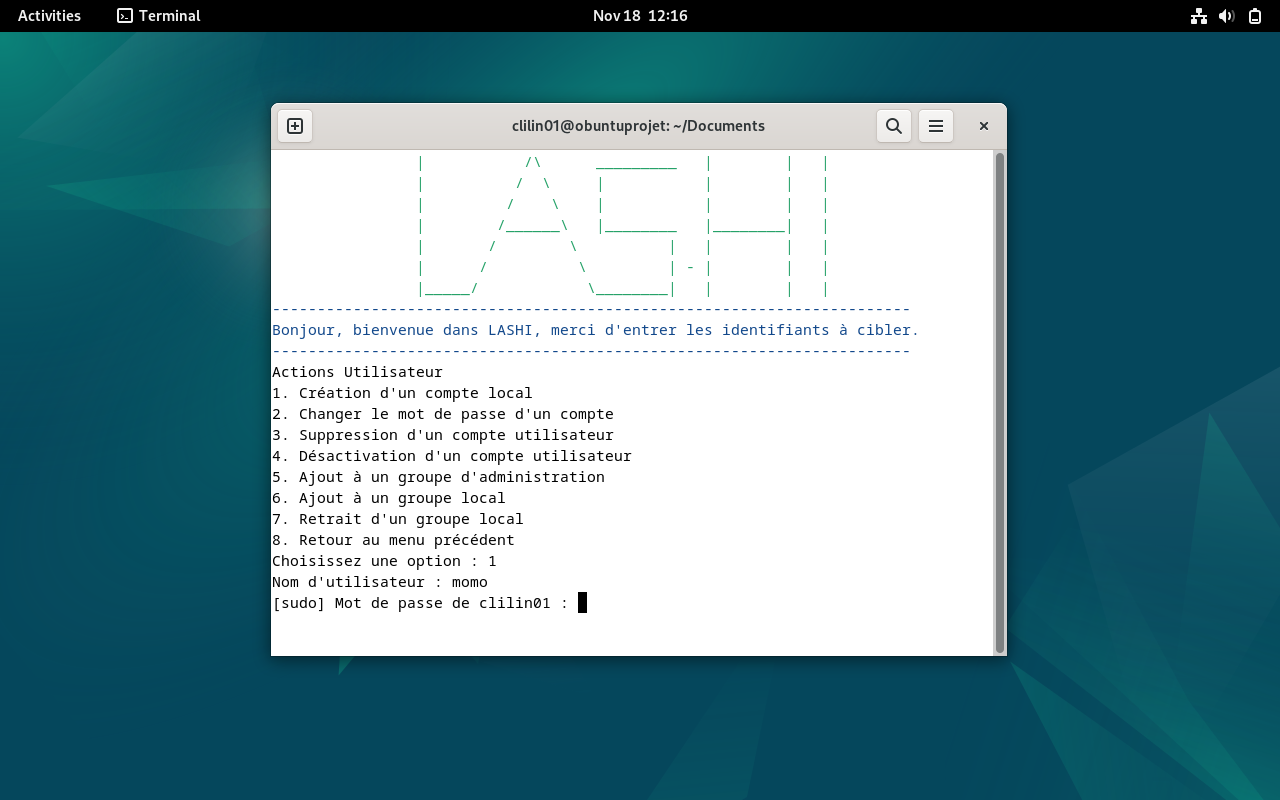 Activities Terminal Nov 18 12:16
clilin01@obuntuprojet: ~/Documents
-----------------------------------------------------------------------
Bonjour, bienvenue dans LASHI, merci d'entrer les identifiants à cibler.
-----------------------------------------------------------------------
Actions Utilisateur
1. Création d'un compte local
2. Changer le mot de passe d'un compte
3. Suppression d'un compte utilisateur
4. Désactivation d'un compte utilisateur
5. Ajout à un groupe d'administration
6. Ajout à un groupe local
7. Retrait d'un groupe local
8. Retour au menu précédent
Choisissez une option : 1
Nom d'utilisateur : momo
[sudo] Mot de passe de clilin01 :